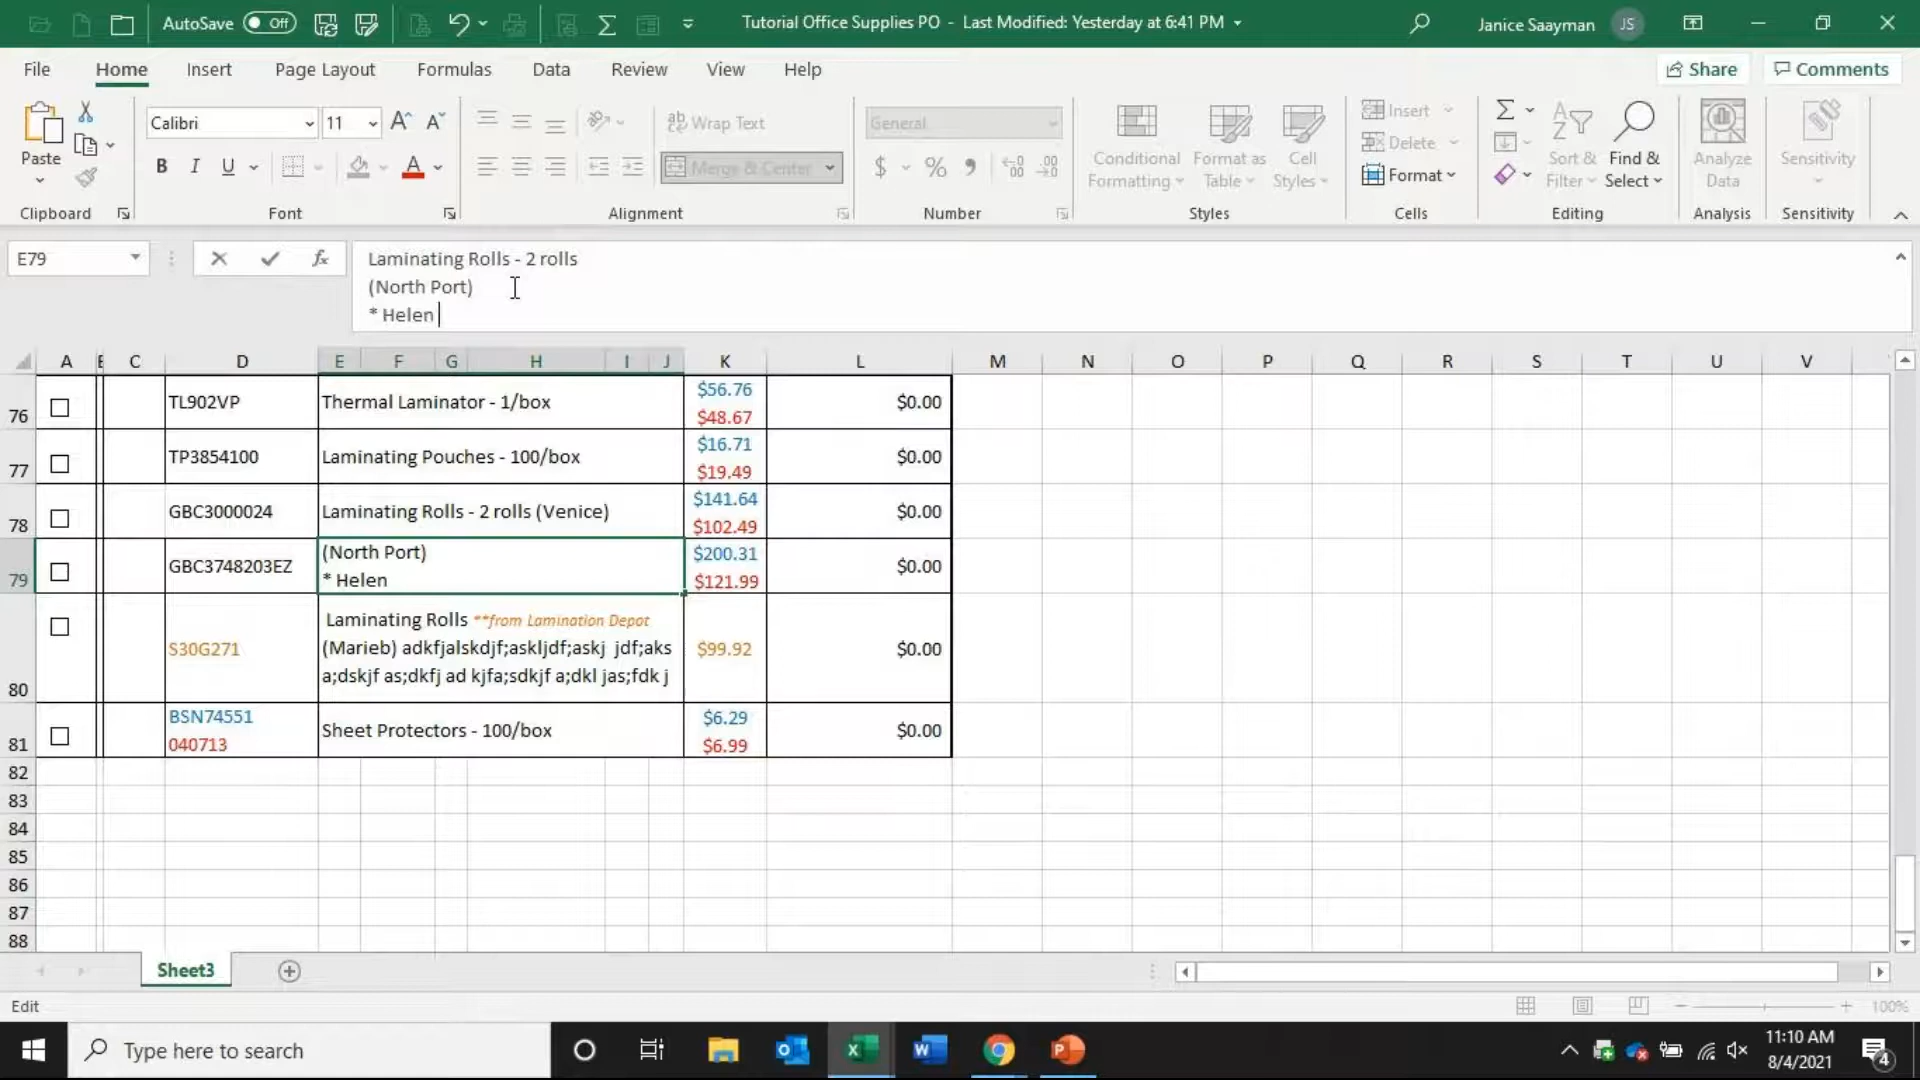 AutoSave Off
Tutorial Office Supplies PO - Last Modified: Yesterday at 6:41 PM
Janice Saayman JS
File Home Insert Page Layout Formulas Data Review View Help
Share Comments
Paste
Clipboard
Calibri 11
B I U A
Font
Wrap Text
Merge & Center
Alignment
General
$ % 9
Number
Conditional Formatting
Format as Table
Cell Styles
Styles
Insert
Delete
Format
Cells
Sort & Filter
Find & Select
Editing
Analyze Data
Analysis
Sensitivity
Sensitivity
E79
fx
Laminating Rolls - 2 rolls
(North Port)
* Helen
A B C D E F G H I J K L M N O P Q R S T U V
76 TL902VP Thermal Laminator - 1/box $56.76 $0.00
$48.67
77 TP3854100 Laminating Pouches - 100/box $16.71 $0.00
$19.49
78 GBC3000024 Laminating Rolls - 2 rolls (Venice) $141.64 $0.00
$102.49
(North Port) $200.31
79 GBC3748203EZ $0.00
* Helen $121.99
Laminating Rolls **from Lamination Depot
80 S30G271 (Marieb) adkfjalskdjf;askljdf;askj jdf;aks $99.92 $0.00
a;dskjf as;dkfj ad kjfa;sdkjf a;dkl jas;fdk j
BSN74551 $6.29
81 Sheet Protectors - 100/box $0.00
040713 $6.99
82
83
84
85
86
87
88
Sheet3
Edit
100%
Type here to search
11:10 AM
8/4/2021
4